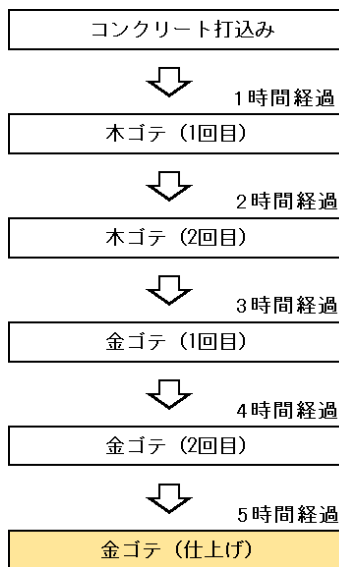 コンクリート打込み
1時間経過
木ゴテ（1回目）
2時間経過
木ゴテ（2回目）
3時間経過
金ゴテ（1回目）
4時間経過
金ゴテ（2回目）
5時間経過
金ゴテ（仕上げ）